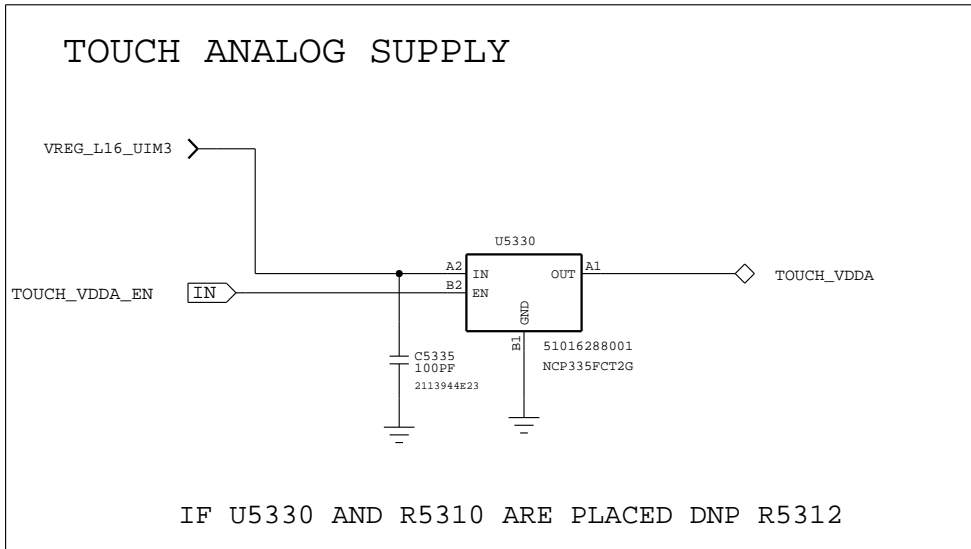 TOUCH ANALOG SUPPLY
VREG_L16_UIM3
U5330
A2 IN OUT A1 TOUCH_VDDA
TOUCH_VDDA_EN IN B2 EN
GND
B1 51016288001
NCP335FCT2G
C5335
100PF
2113944E23
IF U5330 AND R5310 ARE PLACED DNP R5312